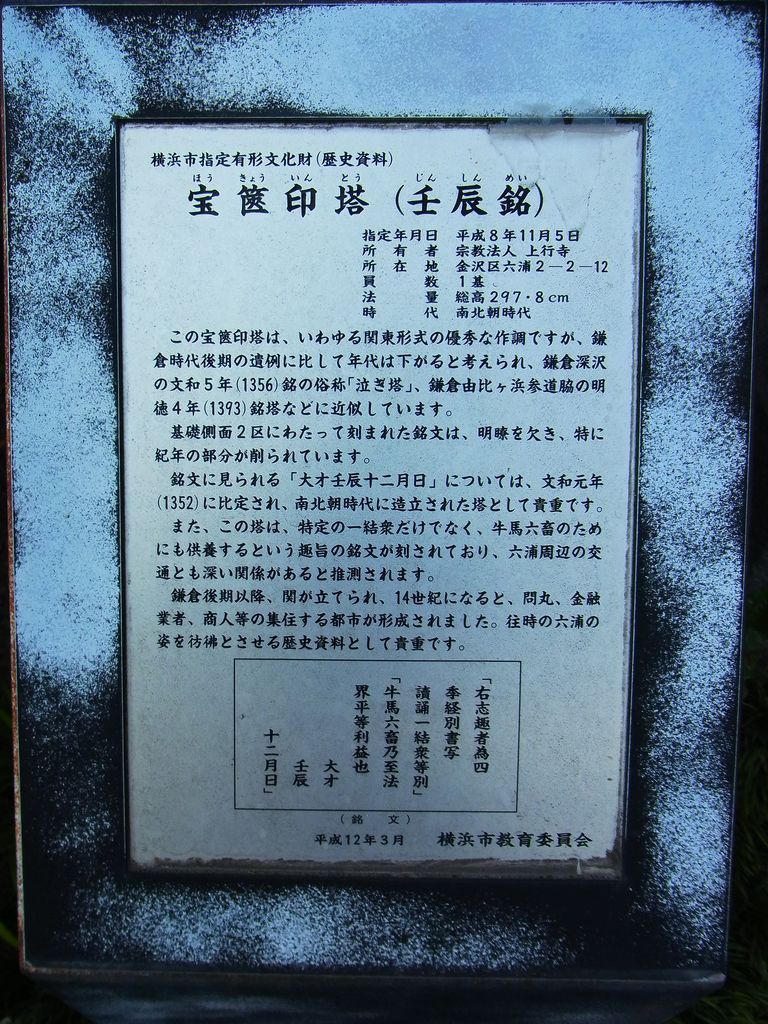 横浜市指定有形文化財(歴史資料)
ほう きょう いん とう じん しん めい
宝篋印塔(壬辰銘)
指定年月日 平成8年11月5日
所有者 宗教法人 上行寺
所在地 金沢区六浦2-2-12
員数 1基
法量 総高297・8cm
時代 南北朝時代
この宝篋印塔は、いわゆる関東形式の優秀な作調ですが、鎌
倉時代後期の遺例に比して年代は下がると考えられ、鎌倉深沢
の文和5年(1356)銘の俗称「泣き塔」、鎌倉由比ヶ浜参道脇の明
徳4年(1393)銘塔などに近似しています。
基礎側面2区にわたって刻まれた銘文は、明瞭を欠き、特に
紀年の部分が削られています。
銘文に見られる「大才壬辰十二月日」については、文和元年
(1352)に比定され、南北朝時代に造立された塔として貴重です。
また、この塔は、特定の一結衆だけでなく、牛馬六畜のため
にも供養するという趣旨の銘文が刻されており、六浦周辺の交
通とも深い関係があると推測されます。
鎌倉後期以降、関が立てられ、14世紀になると、問丸、金融
業者、商人等の集住する都市が形成されました。往時の六浦の
姿を彷彿とさせる歴史資料として貴重です。
「右志趣者為四
季経別書写
讀誦一結衆等別」
「牛馬六畜乃至法
界平等利益也
大才
壬辰
十二月日」
(銘文)
平成12年3月 横浜市教育委員会